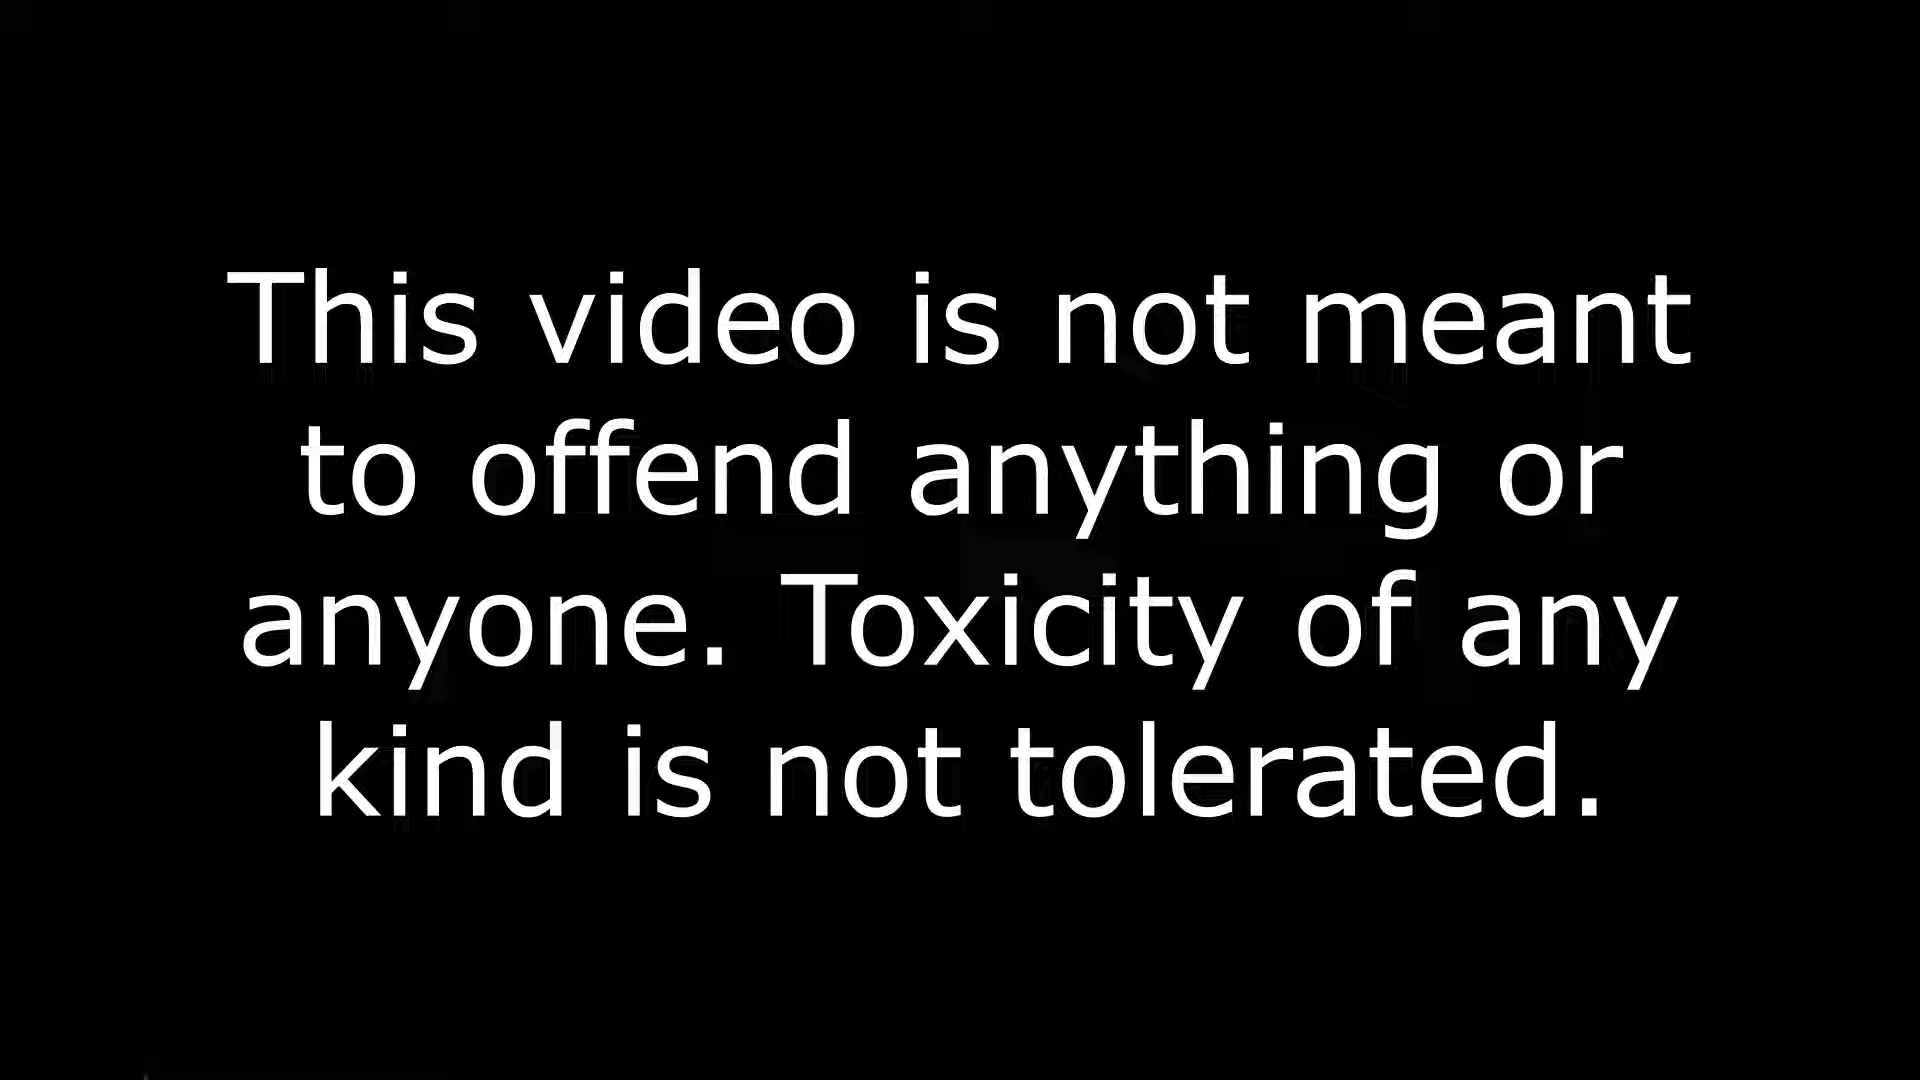 This video is not meant
to offend anything or
anyone. Toxicity of any
kind is not tolerated.